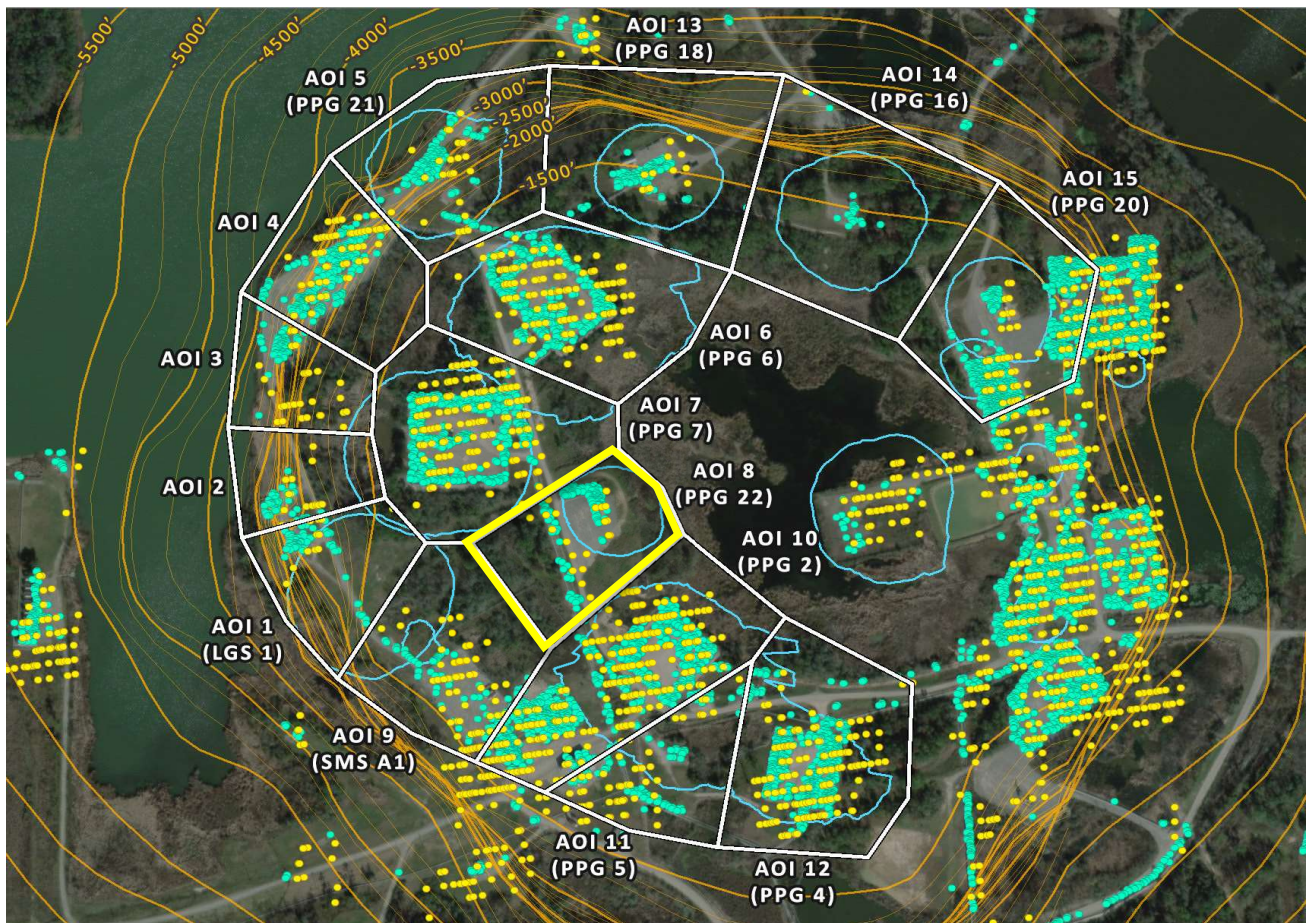 -5500'
-5000'
-4500'
-4000'
-3500'
-3000'
-2500'
-2000'
-1500'
AOI 13
(PPG 18)
AOI 14
(PPG 16)
AOI 5
(PPG 21)
AOI 15
(PPG 20)
AOI 4
AOI 3
AOI 6
(PPG 6)
AOI 7
(PPG 7)
AOI 2
AOI 8
(PPG 22)
AOI 10
(PPG 2)
AOI 1
(LGS 1)
AOI 9
(SMS A1)
AOI 11
(PPG 5)
AOI 12
(PPG 4)